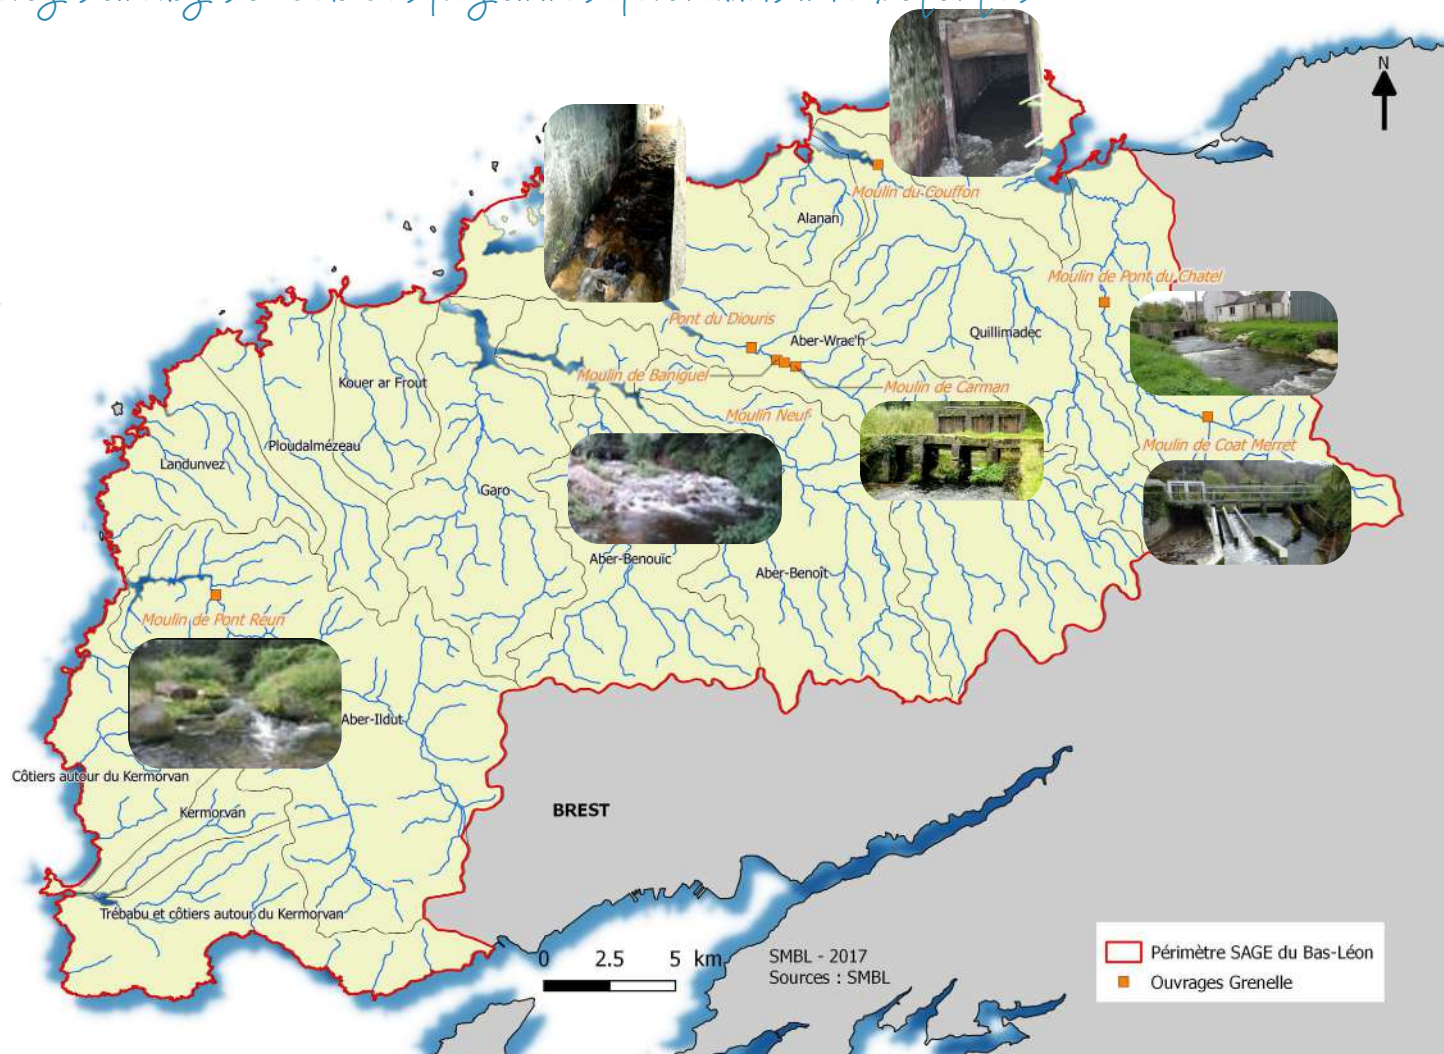 N
Moulin du Couffon
Alanan
Moulin de Pont du Chatel
Pont du Diouris
Aber-Wrac'h
Quillimadec
Moulin de Baniguel
Kouer ar Frout
Moulin de Carman
Moulin Neuf
Ploudalmézeau
Moulin de Coat Merret
Landunvez
Garo
Aber-Benouïc
Aber-Benoît
Moulin de Pont Reun
Aber-Ildut
Côtiers autour du Kermorvan
Kermorvan
BREST
Trébabu et côtiers autour du Kermorvan
0 2.5 5 km
SMBL - 2017
Sources : SMBL
Périmètre SAGE du Bas-Léon
Ouvrages Grenelle